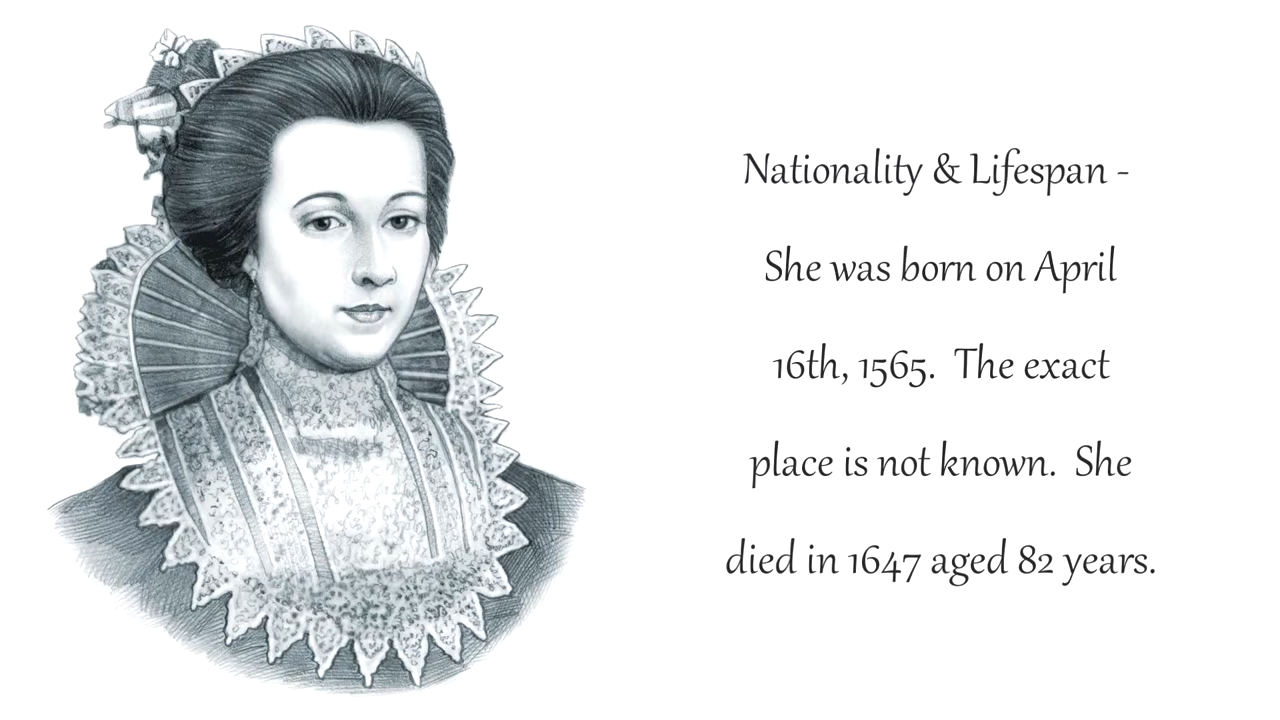 Nationality & Lifespan -
She was born on April
16th, 1565.  The exact
place is not known.  She
died in 1647 aged 82 years.